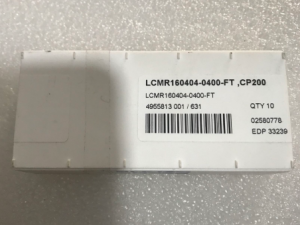 LCMR160404-0400-FT ,CP200
LCMR160404-0400-FT
4955813 001 / 631
QTY 10
02580778
EDP 33239